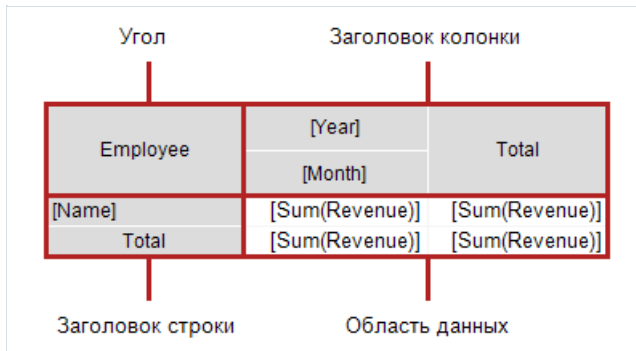 Угол Заголовок колонки
Employee [Year] Total
[Month]
[Name] [Sum(Revenue)] [Sum(Revenue)]
Total [Sum(Revenue)] [Sum(Revenue)]
Заголовок строки Область данных